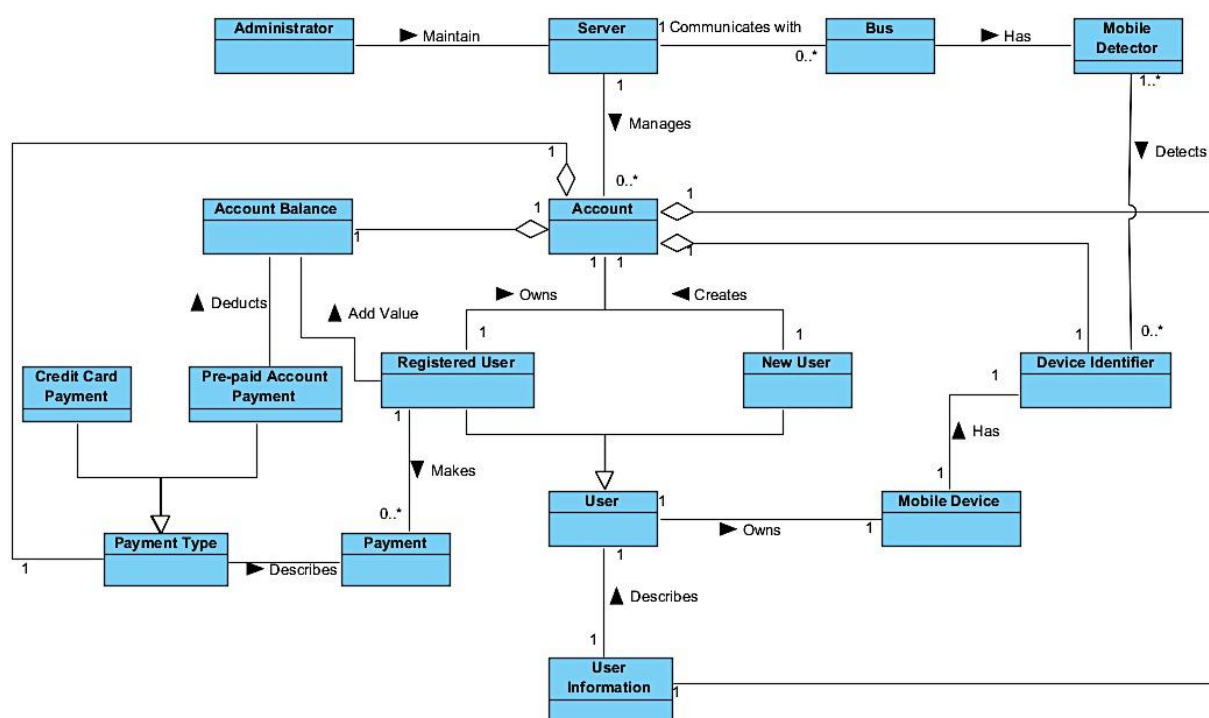 Administrator
Maintain
Server
1 Communicates with
0..*
Bus
Has
Mobile
Detector
1..*
1
Manages
0..*
Detects
1
Account Balance
1
1
Account
1
1
1 1
Owns
Creates
Deducts
Add Value
1
1
1
0..*
Credit Card
Payment
Pre-paid Account
Payment
Registered User
New User
Device Identifier
1
1
Has
Makes
0..*
1
User
1
Owns
1
Mobile Device
Payment Type
1
Describes
Payment
1
Describes
1
User
Information
1